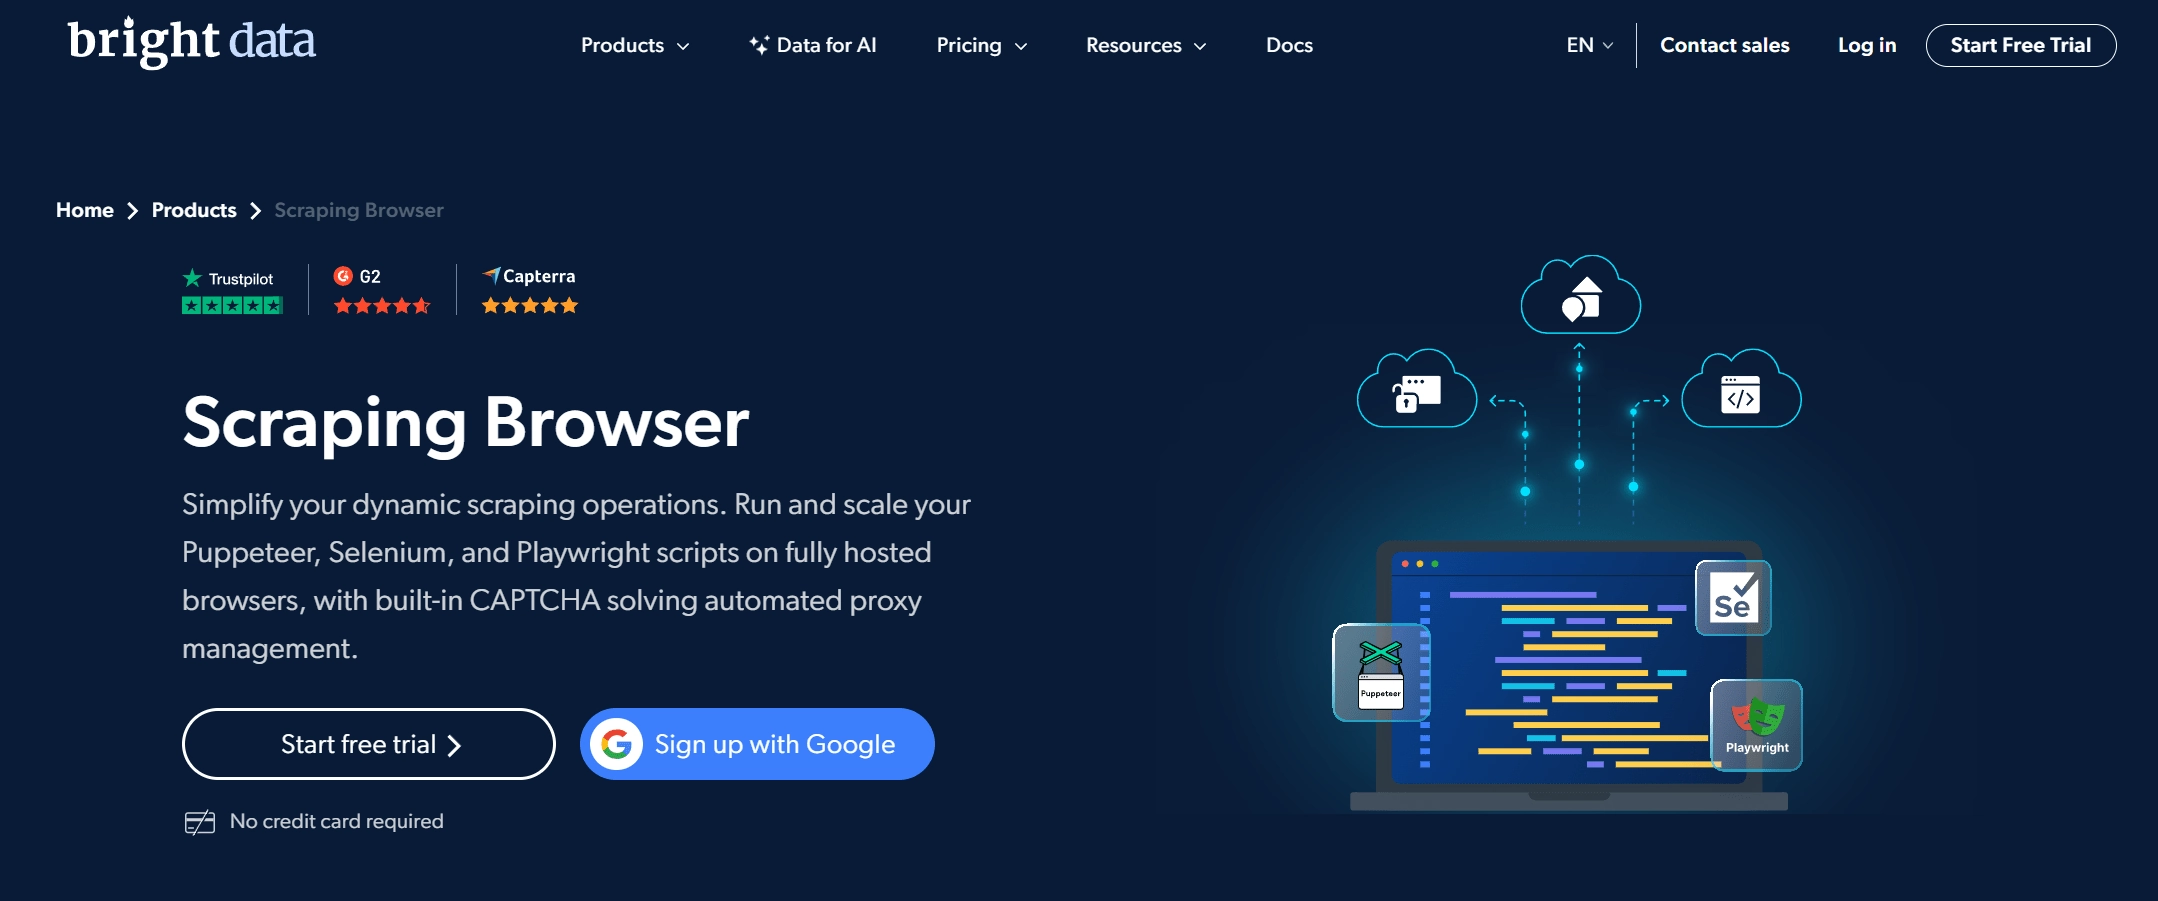 bright data
Products
Data for AI
Pricing
Resources
Docs
EN
Contact sales
Log in
Start Free Trial
Home
Products
Scraping Browser
Trustpilot
G2
Capterra
Scraping Browser
Simplify your dynamic scraping operations. Run and scale your
Puppeteer, Selenium, and Playwright scripts on fully hosted
browsers, with built-in CAPTCHA solving automated proxy
management.
Start free trial
Sign up with Google
No credit card required
</>
Se
Puppeteer
Playwright